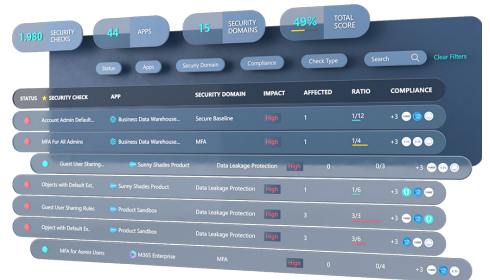 1.980 SECURITY CHECKS
44 APPS
15 SECURITY DOMAINS
49% TOTAL SCORE
Status Apps Security Domain Compliance Check Type Search Clear Filters
STATUS SECURITY CHECK APP SECURITY DOMAIN IMPACT AFFECTED RATIO COMPLIANCE
Account Admin Default... Business Data Warehouse... Secure Baseline High 1 1/12 +3
MFA For All Admins Business Data Warehouse... MFA High 1 1/4 +3
Guest User Sharing... Sunny Shades Product Data Leakage Protection High 0 0/3 +3
Objects with Default Ext.. Sunny Shades Product Data Leakage Protection High 1 1/6 +3
Guest User Sharing Rules Product Sandbox Data Leakage Protection High 3 3/3 +3
Opject with Default Ex.. Product Sandbox Data Leakage Protection High 3 3/6 +3
MFA for Asmin Users M365 Enterprise MFA High 0 0/4 +3